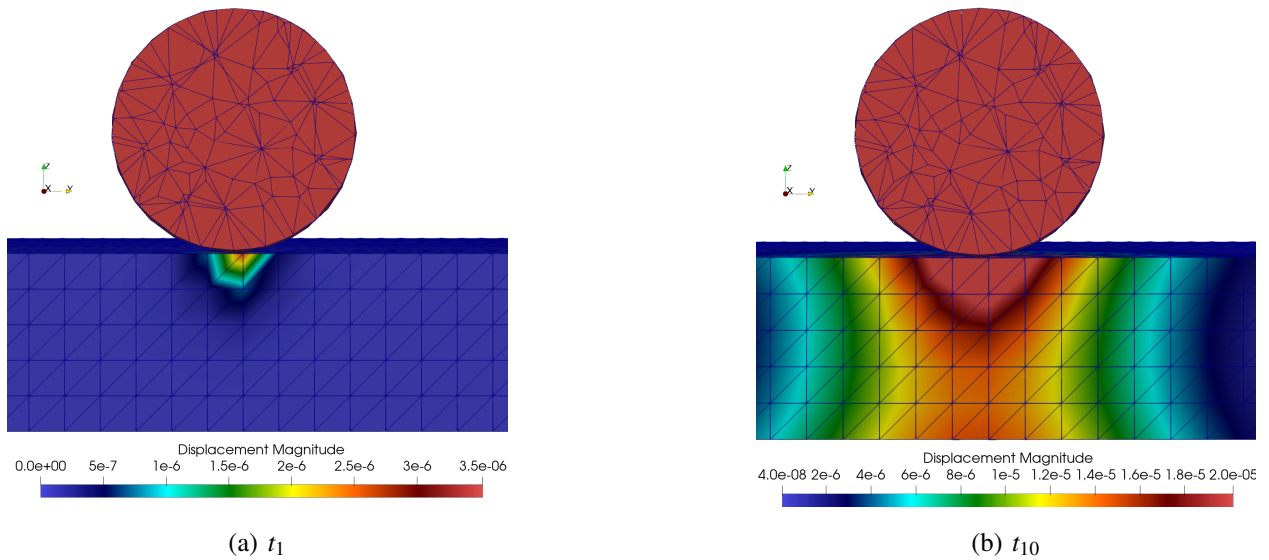 Z
X
Y
Z
X
Y
Displacement Magnitude
0.0e+00 5e-7 1e-6 1.5e-6 2e-6 2.5e-6 3e-6 3.5e-06
Displacement Magnitude
4.0e-08 2e-6 4e-6 6e-6 8e-6 1e-5 1.2e-5 1.4e-5 1.6e-5 1.8e-5 2.0e-05
(a) t₁
(b) t₁₀